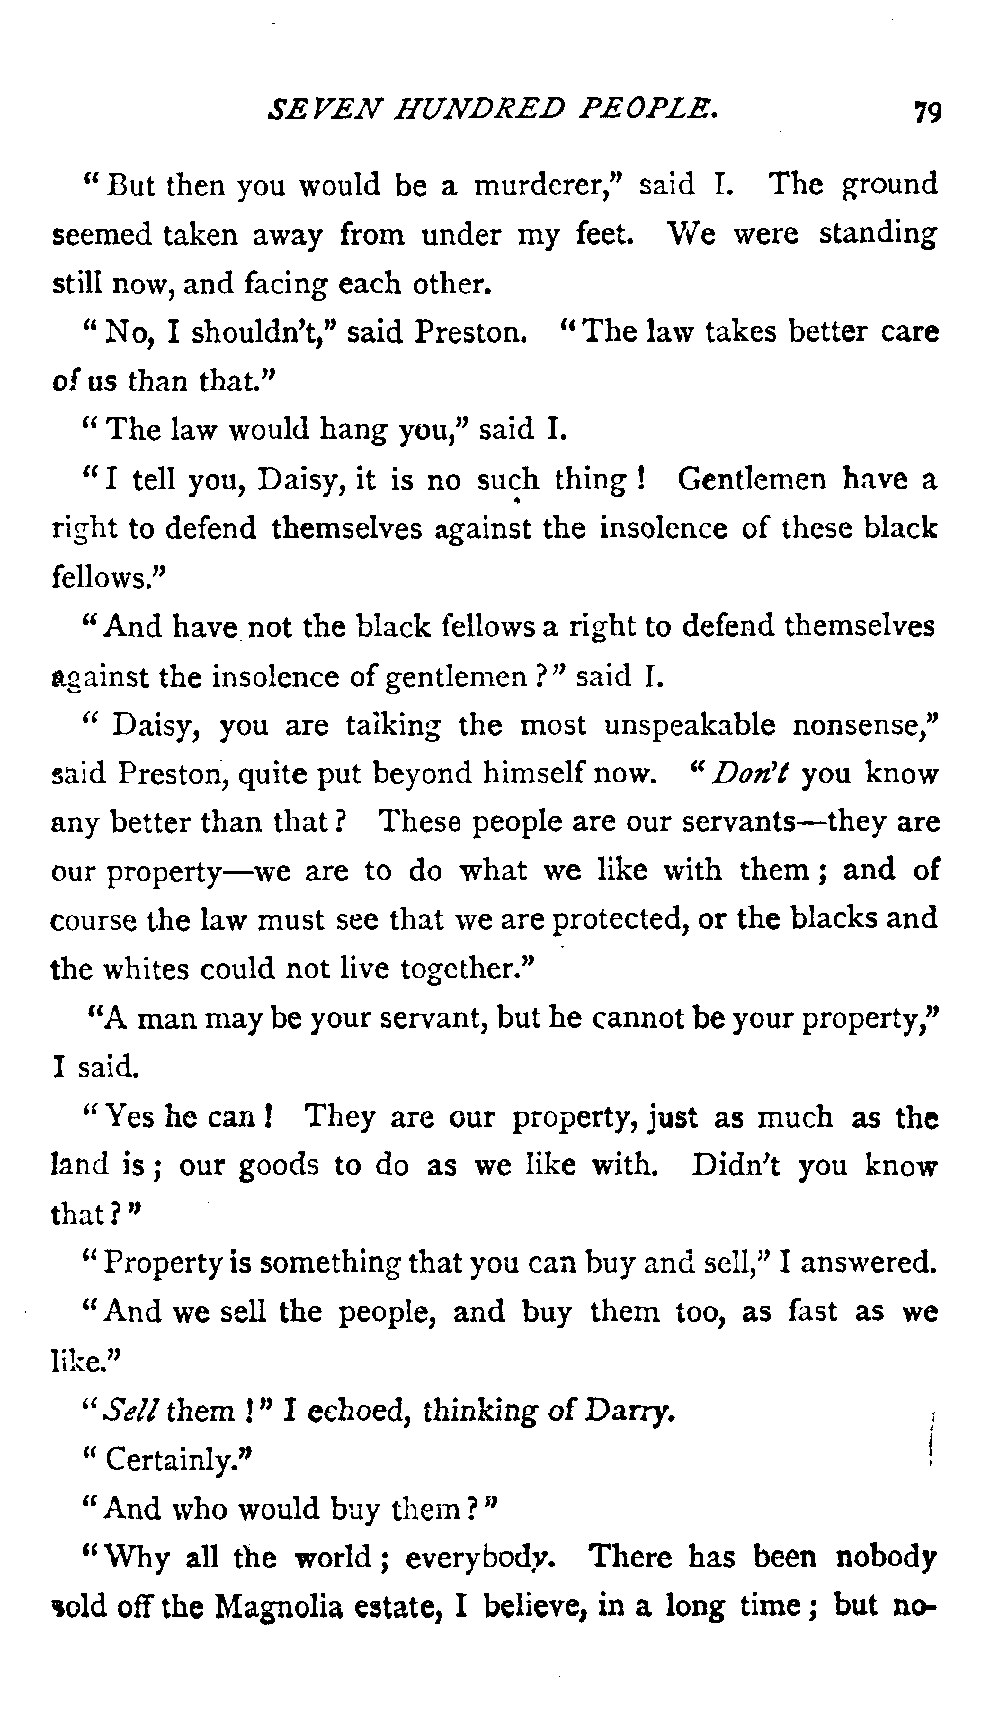 SEVEN HUNDRED PEOPLE. 79
“But then you would be a murderer,” said I. The ground
seemed taken away from under my feet. We were standing
still now, and facing each other.
“No, I shouldn’t,” said Preston. “The law takes better care
of us than that.”
“The law would hang you,” said I.
“I tell you, Daisy, it is no such thing! Gentlemen have a
right to defend themselves against the insolence of these black
fellows.”
“And have not the black fellows a right to defend themselves
against the insolence of gentlemen?” said I.
“Daisy, you are talking the most unspeakable nonsense,”
said Preston, quite put beyond himself now. “Don’t you know
any better than that? These people are our servants—they are
our property—we are to do what we like with them; and of
course the law must see that we are protected, or the blacks and
the whites could not live together.”
“A man may be your servant, but he cannot be your property,”
I said.
“Yes he can! They are our property, just as much as the
land is; our goods to do as we like with. Didn’t you know
that?”
“Property is something that you can buy and sell,” I answered.
“And we sell the people, and buy them too, as fast as we
like.”
“Sell them!” I echoed, thinking of Darry.
“Certainly.”
“And who would buy them?”
“Why all the world; everybody. There has been nobody
sold off the Magnolia estate, I believe, in a long time; but no-